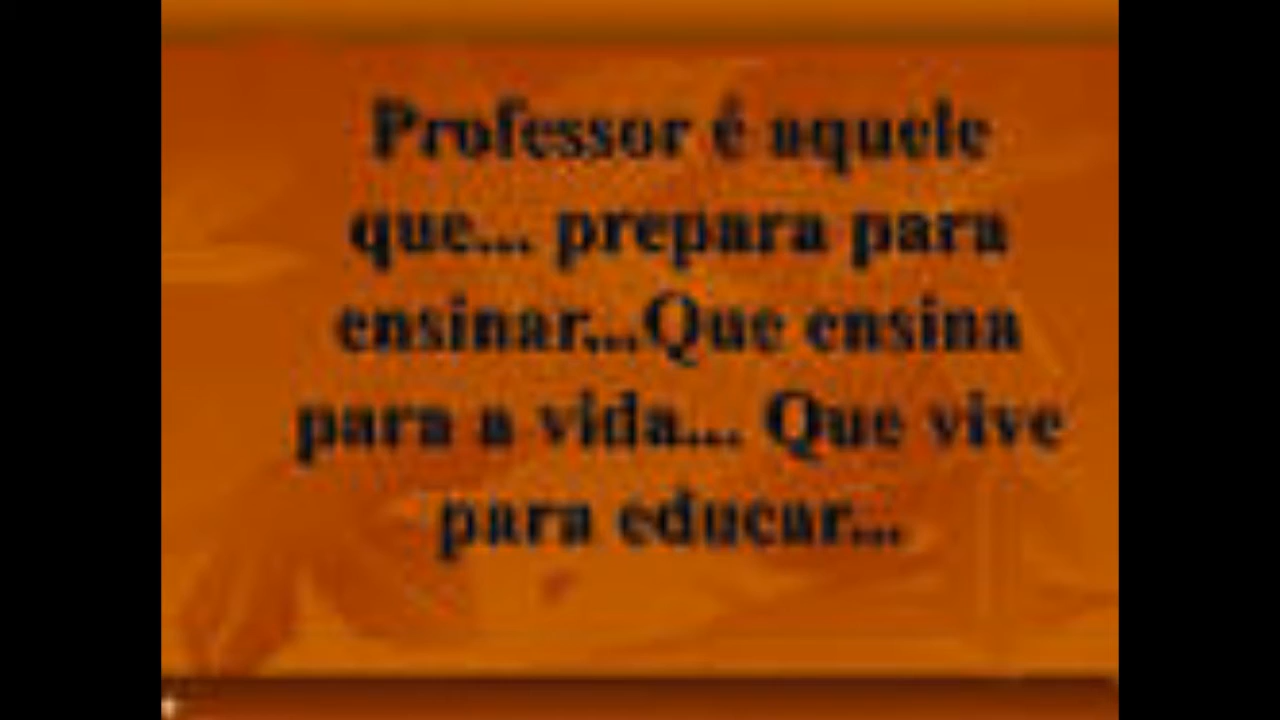 Professor é aquele
que... prepara para
ensinar...Que ensina
para a vida... Que vive
para educar...